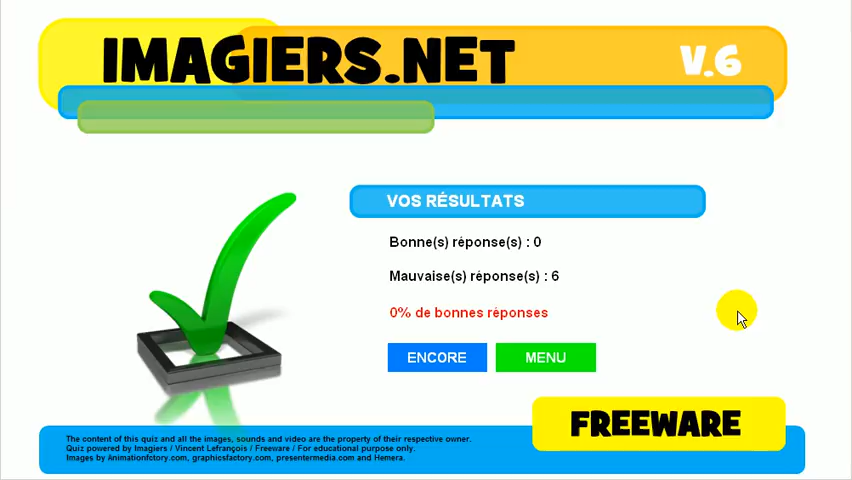 IMAGIERS.NET
V.6
VOS RÉSULTATS
Bonne(s) réponse(s) : 0
Mauvaise(s) réponse(s) : 6
0% de bonnes réponses
ENCORE
MENU
FREEWARE
The content of this quiz and all the images, sounds and video are the property of their respective owner.
Quiz powered by Imagiers / Vincent Lefrançois / Freeware / For educational purpose only.
Images by Animationfctory.com, graphicsfactory.com, presentermedia.com and Hemera.